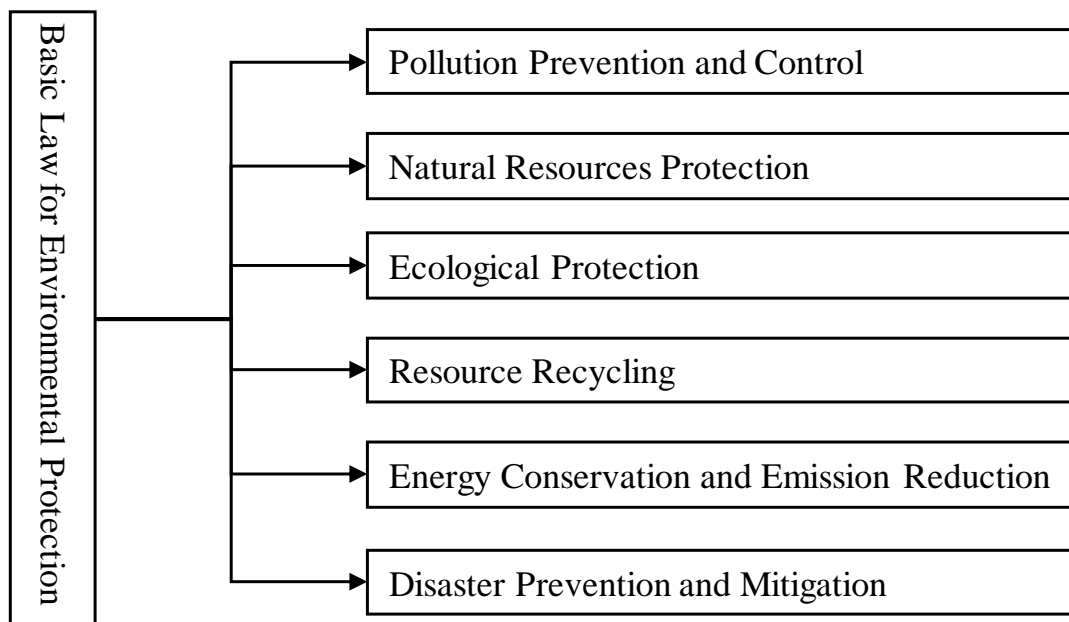 Basic Law for Environmental Protection
Pollution Prevention and Control
Natural Resources Protection
Ecological Protection
Resource Recycling
Energy Conservation and Emission Reduction
Disaster Prevention and Mitigation